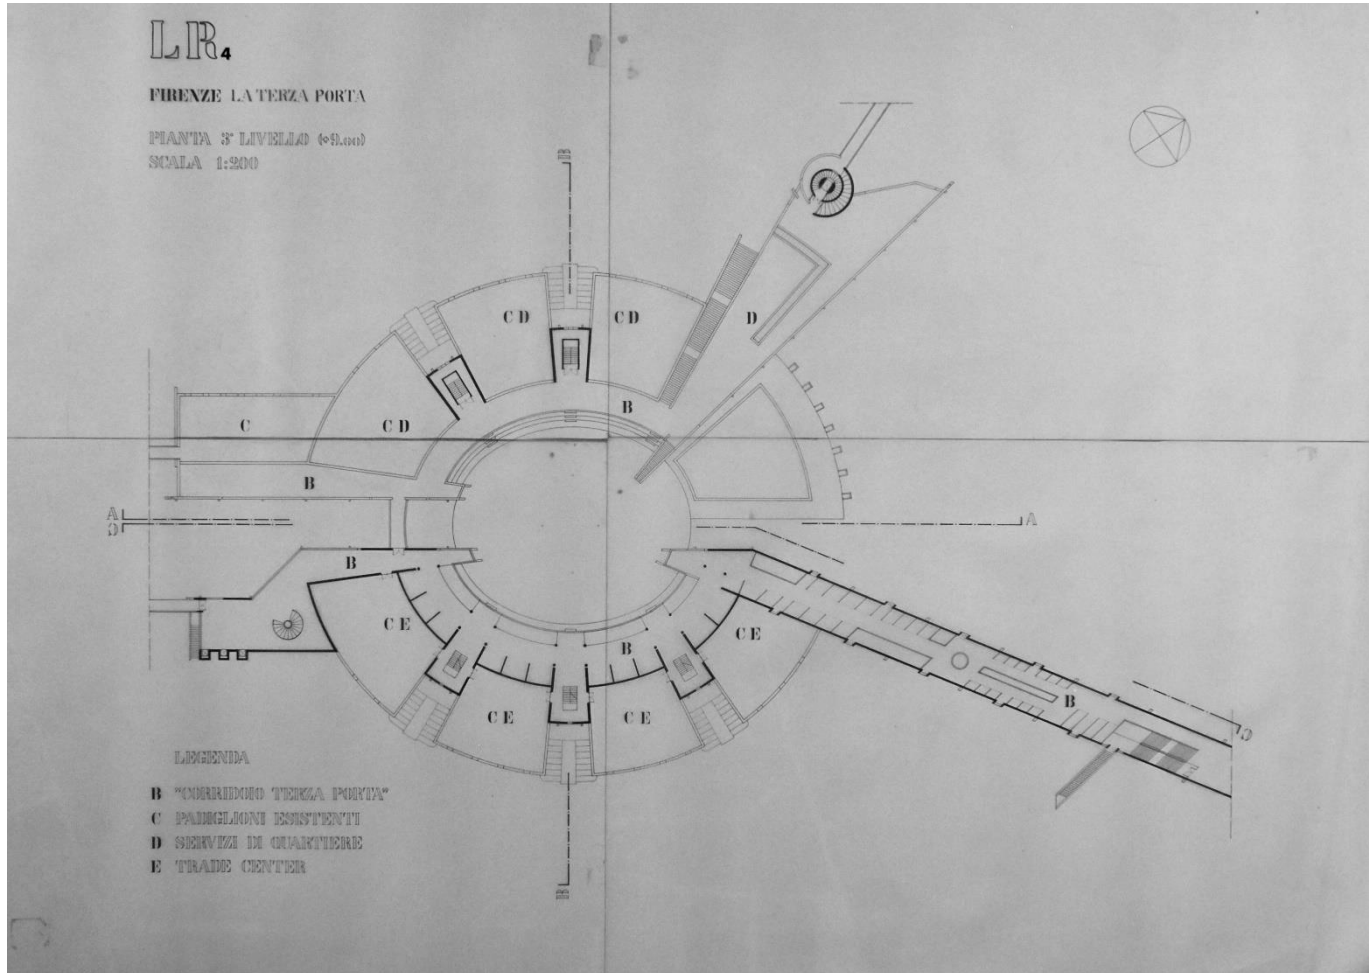 LR4
FIRENZE LA TERZA PORTA
PIANTA 3° LIVELLO (+9.00)
SCALA 1:200
B
C D
C D
D
B
C
C D
B
A
A
C
B
C E
C E
B
C E
C E
B
C
B
LEGENDA
B "CORRIDOIO TERZA PORTA"
C PADIGLIONI ESISTENTI
D SERVIZI DI QUARTIERE
E TRADE CENTER